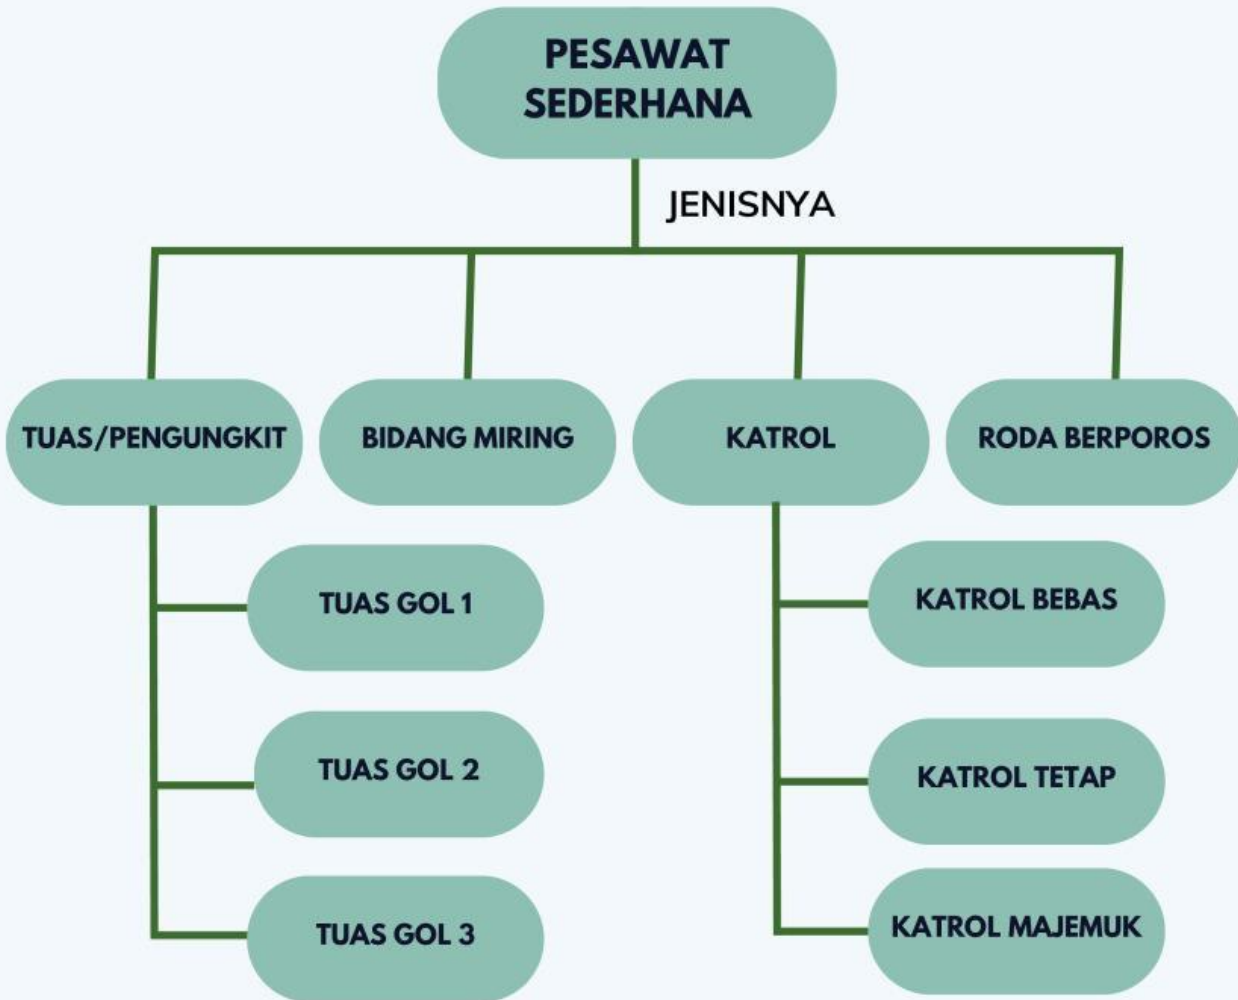 PESAWAT
SEDERHANA
JENISNYA
TUAS/PENGUNGKIT
BIDANG MIRING
KATROL
RODA BERPOROS
TUAS GOL 1
TUAS GOL 2
TUAS GOL 3
KATROL BEBAS
KATROL TETAP
KATROL MAJEMUK